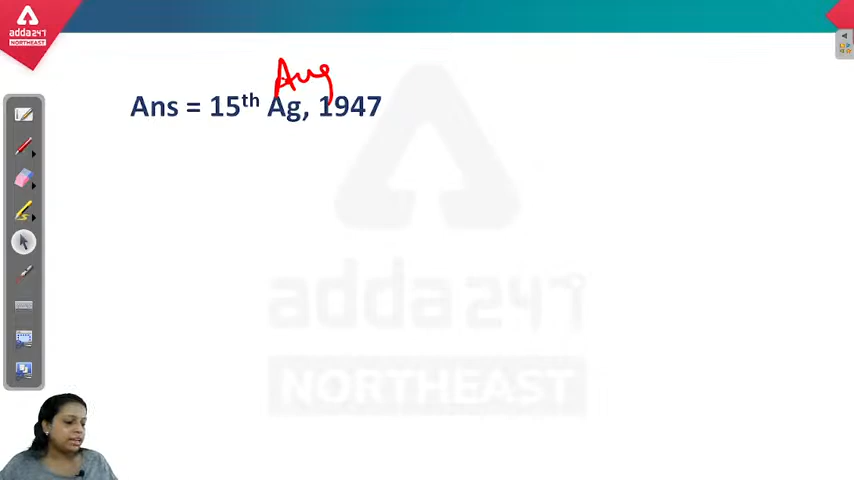 adda247
NORTHEAST
Aug
Ans = 15th Ag, 1947
adda247
NORTHEAST